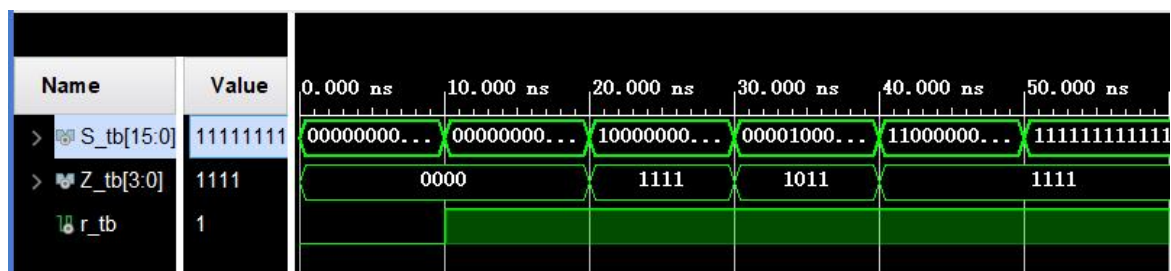 Name Value 0.000 ns 10.000 ns 20.000 ns 30.000 ns 40.000 ns 50.000 ns
S_tb[15:0] 11111111 00000000... 00000000... 10000000... 00001000... 11000000... 1111111111111
Z_tb[3:0] 1111 0000 1111 1011 1111
r_tb 1